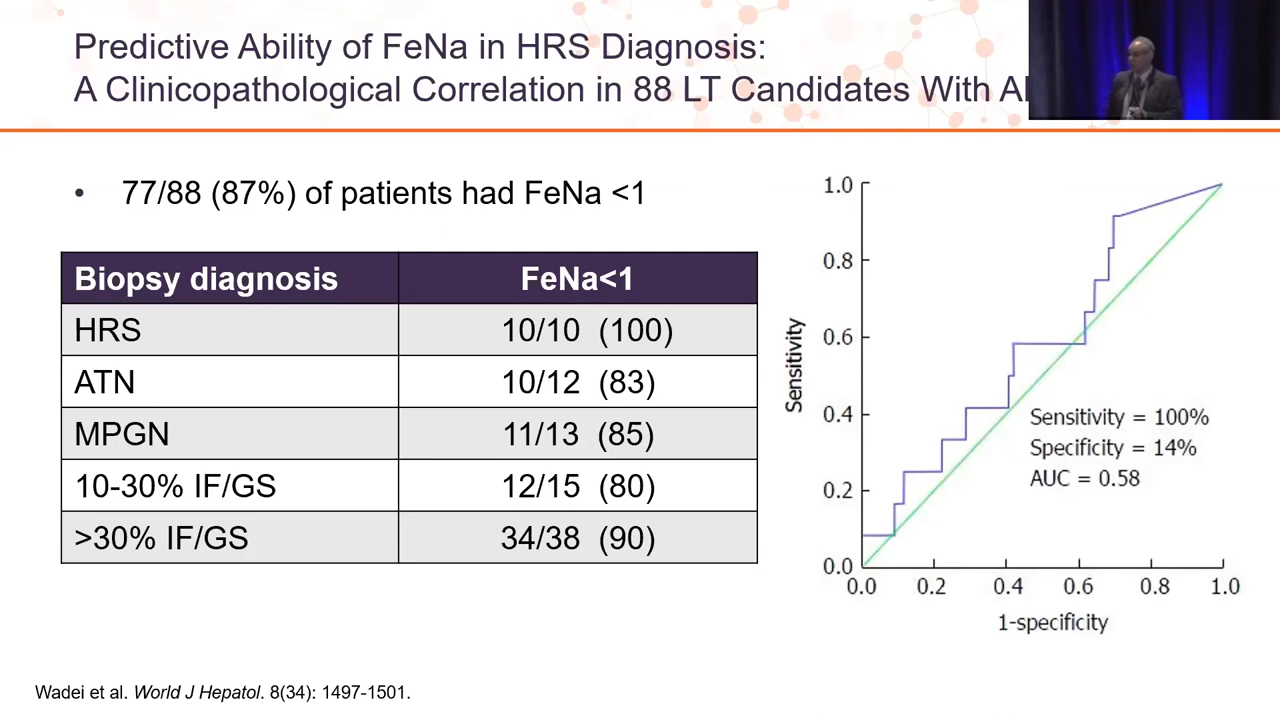 Predictive Ability of FeNa in HRS Diagnosis:
A Clinicopathological Correlation in 88 LT Candidates With
• 77/88 (87%) of patients had FeNa <1
Biopsy diagnosis FeNa<1
HRS 10/10 (100)
ATN 10/12 (83)
MPGN 11/13 (85)
10-30% IF/GS 12/15 (80)
>30% IF/GS 34/38 (90)
1.0
0.8
0.6
0.4
0.2
0.0
Sensitivity
Sensitivity = 100%
Specificity = 14%
AUC = 0.58
0.0 0.2 0.4 0.6 0.8 1.0
1-specificity
Wadei et al. World J Hepatol. 8(34): 1497-1501.